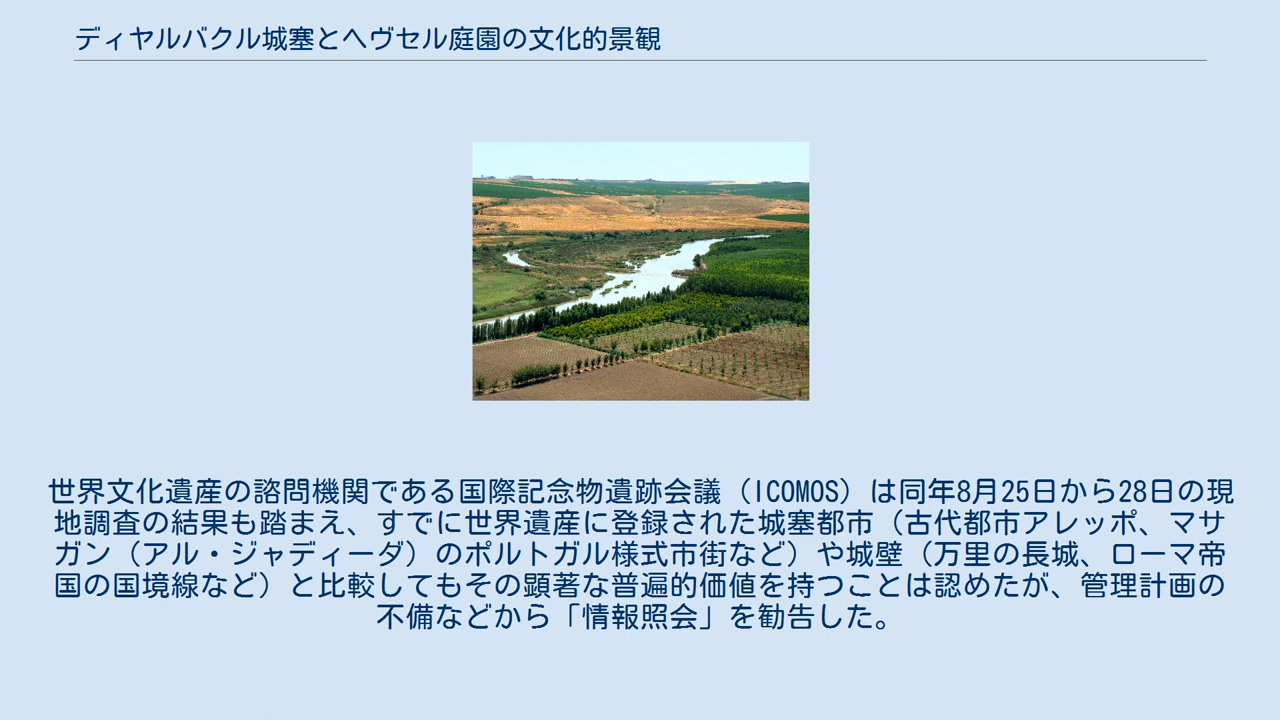 ディヤルバクル城塞とヘヴセル庭園の文化的景観
世界文化遺産の諮問機関である国際記念物遺跡会議（ICOMOS）は同年8月25日から28日の現
地調査の結果も踏まえ、すでに世界遺産に登録された城塞都市（古代都市アレッポ、マサ
ガン（アル・ジャディーダ）のポルトガル様式市街など）や城壁（万里の長城、ローマ帝
国の国境線など）と比較してもその顕著な普遍的価値を持つことは認めたが、管理計画の
不備などから「情報照会」を勧告した。